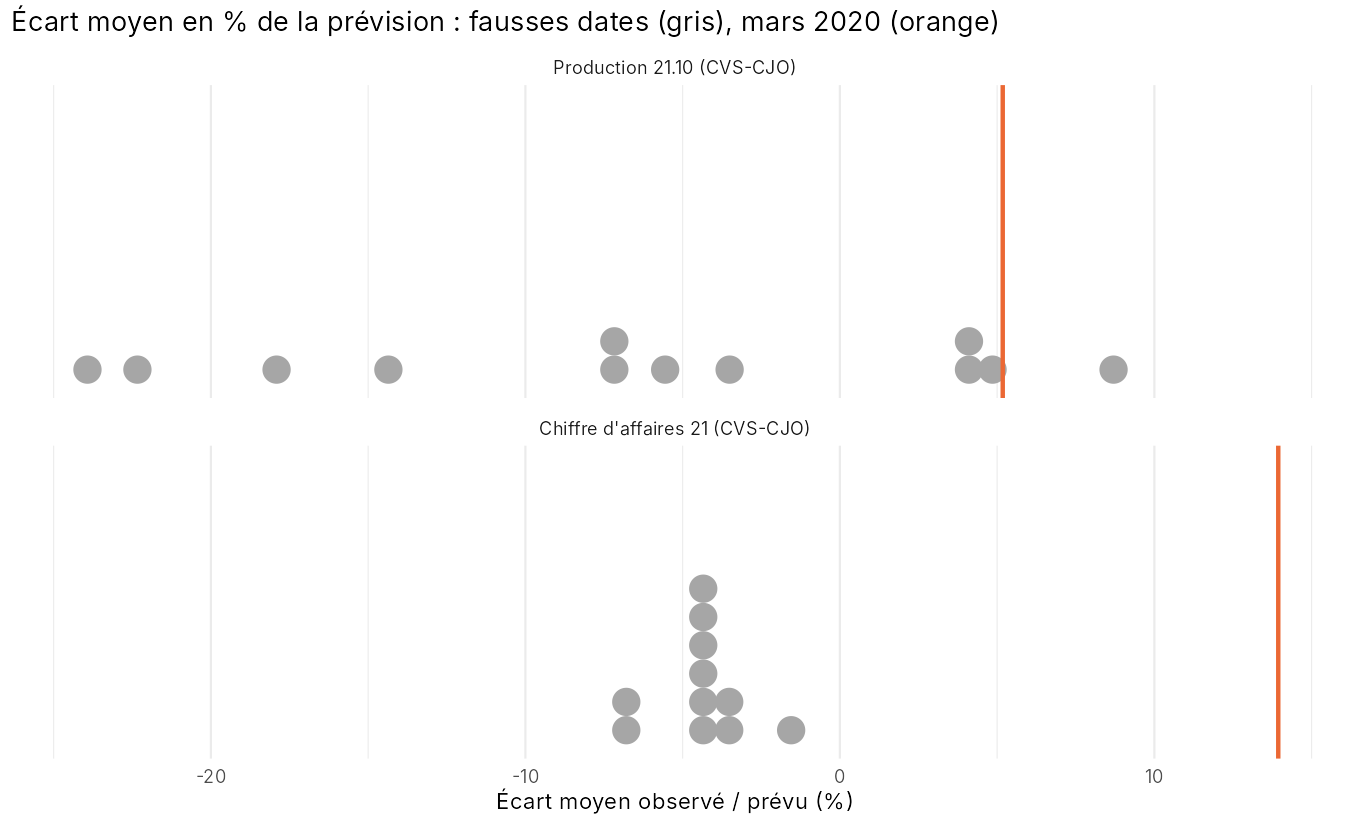 Écart moyen en % de la prévision : fausses dates (gris), mars 2020 (orange)
Production 21.10 (CVS-CJO)
Chiffre d'affaires 21 (CVS-CJO)
-20 -10 0 10
Écart moyen observé / prévu (%)